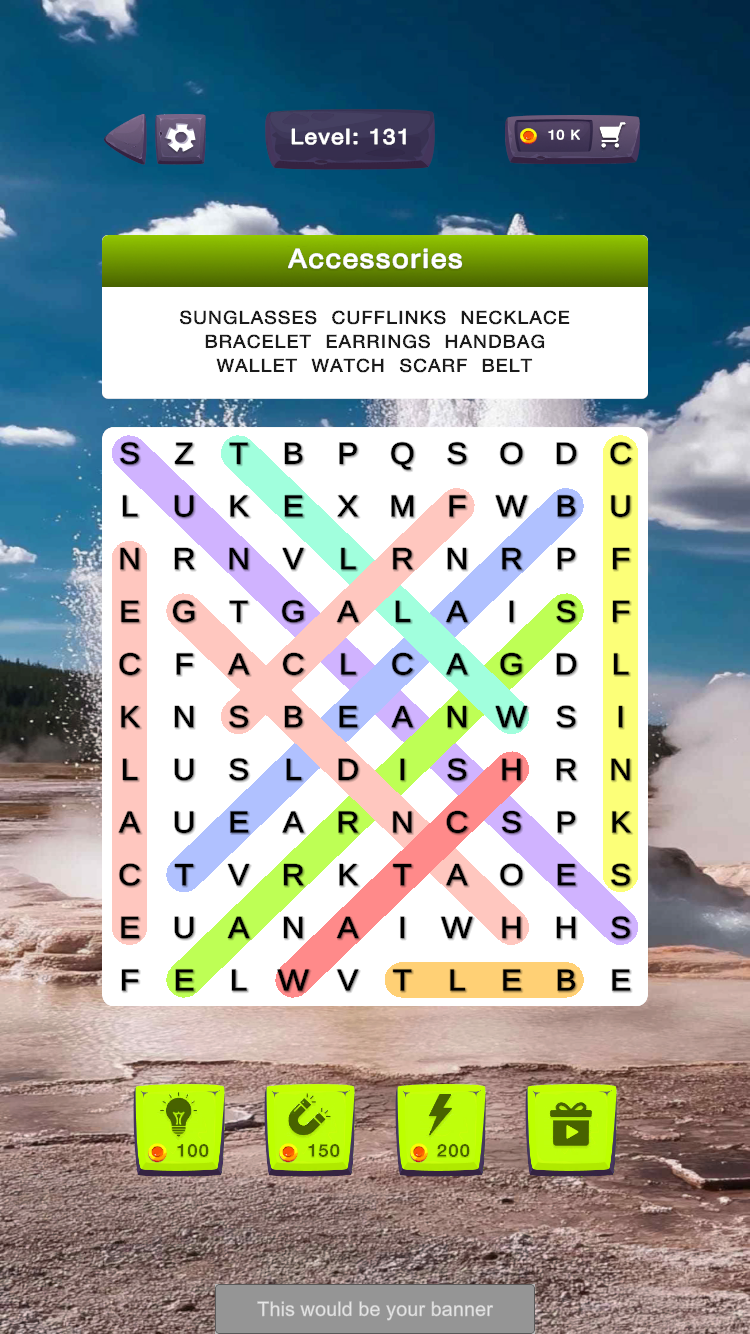 Level: 131
10 K
Accessories
SUNGLASSES CUFFLINKS NECKLACE
BRACELET EARRINGS HANDBAG
WALLET WATCH SCARF BELT
S Z T B P Q S O D C
L U K E X M F W B U
N R N V L R N R P F
E G T G A L A I S F
C F A C L C A G D L
K N S B E A N W S I
L U S L D I S H R N
A U E A R N C S P K
C T V R K T A O E S
E U A N A I W H H S
F E L W V T L E B E
100 150 200
This would be your banner